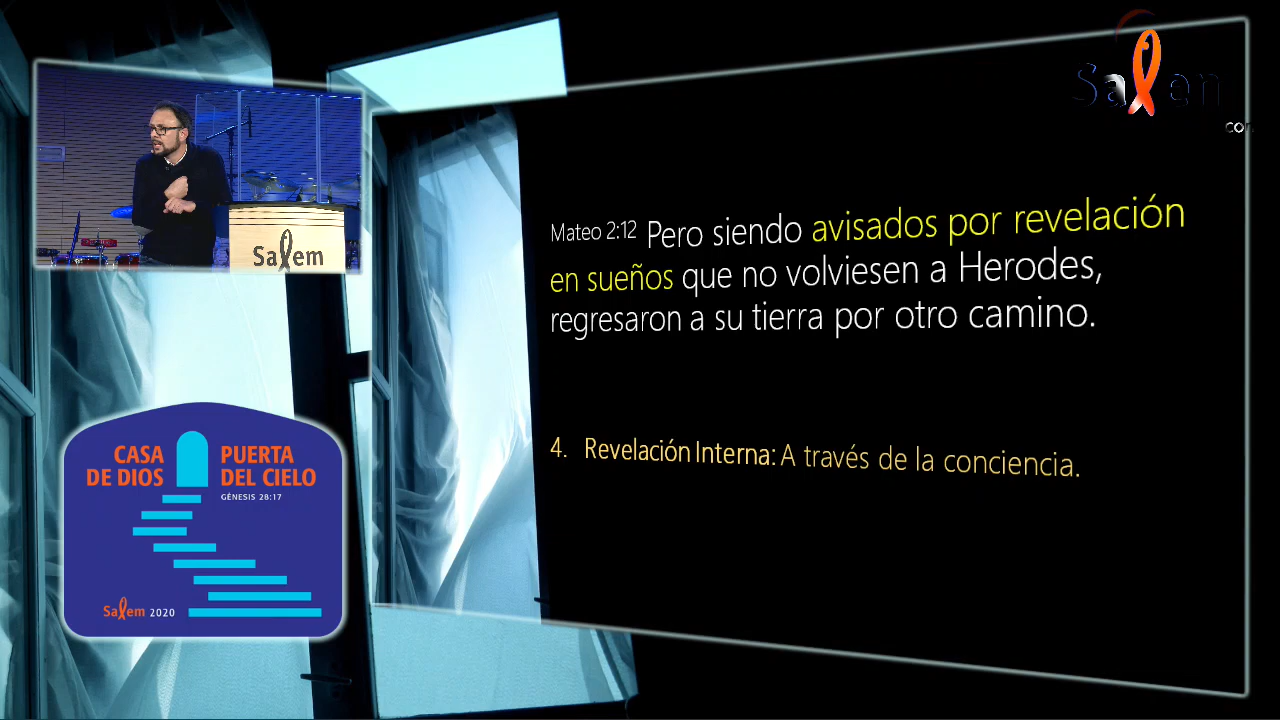 Salem
com
Salem
Mateo 2:12 Pero siendo avisados por revelación
en sueños que no volviesen a Herodes,
regresaron a su tierra por otro camino.
4. Revelación Interna: A través de la conciencia.
CASA
DE DIOS
PUERTA
DEL CIELO
GÉNESIS 28:17
Salem 2020